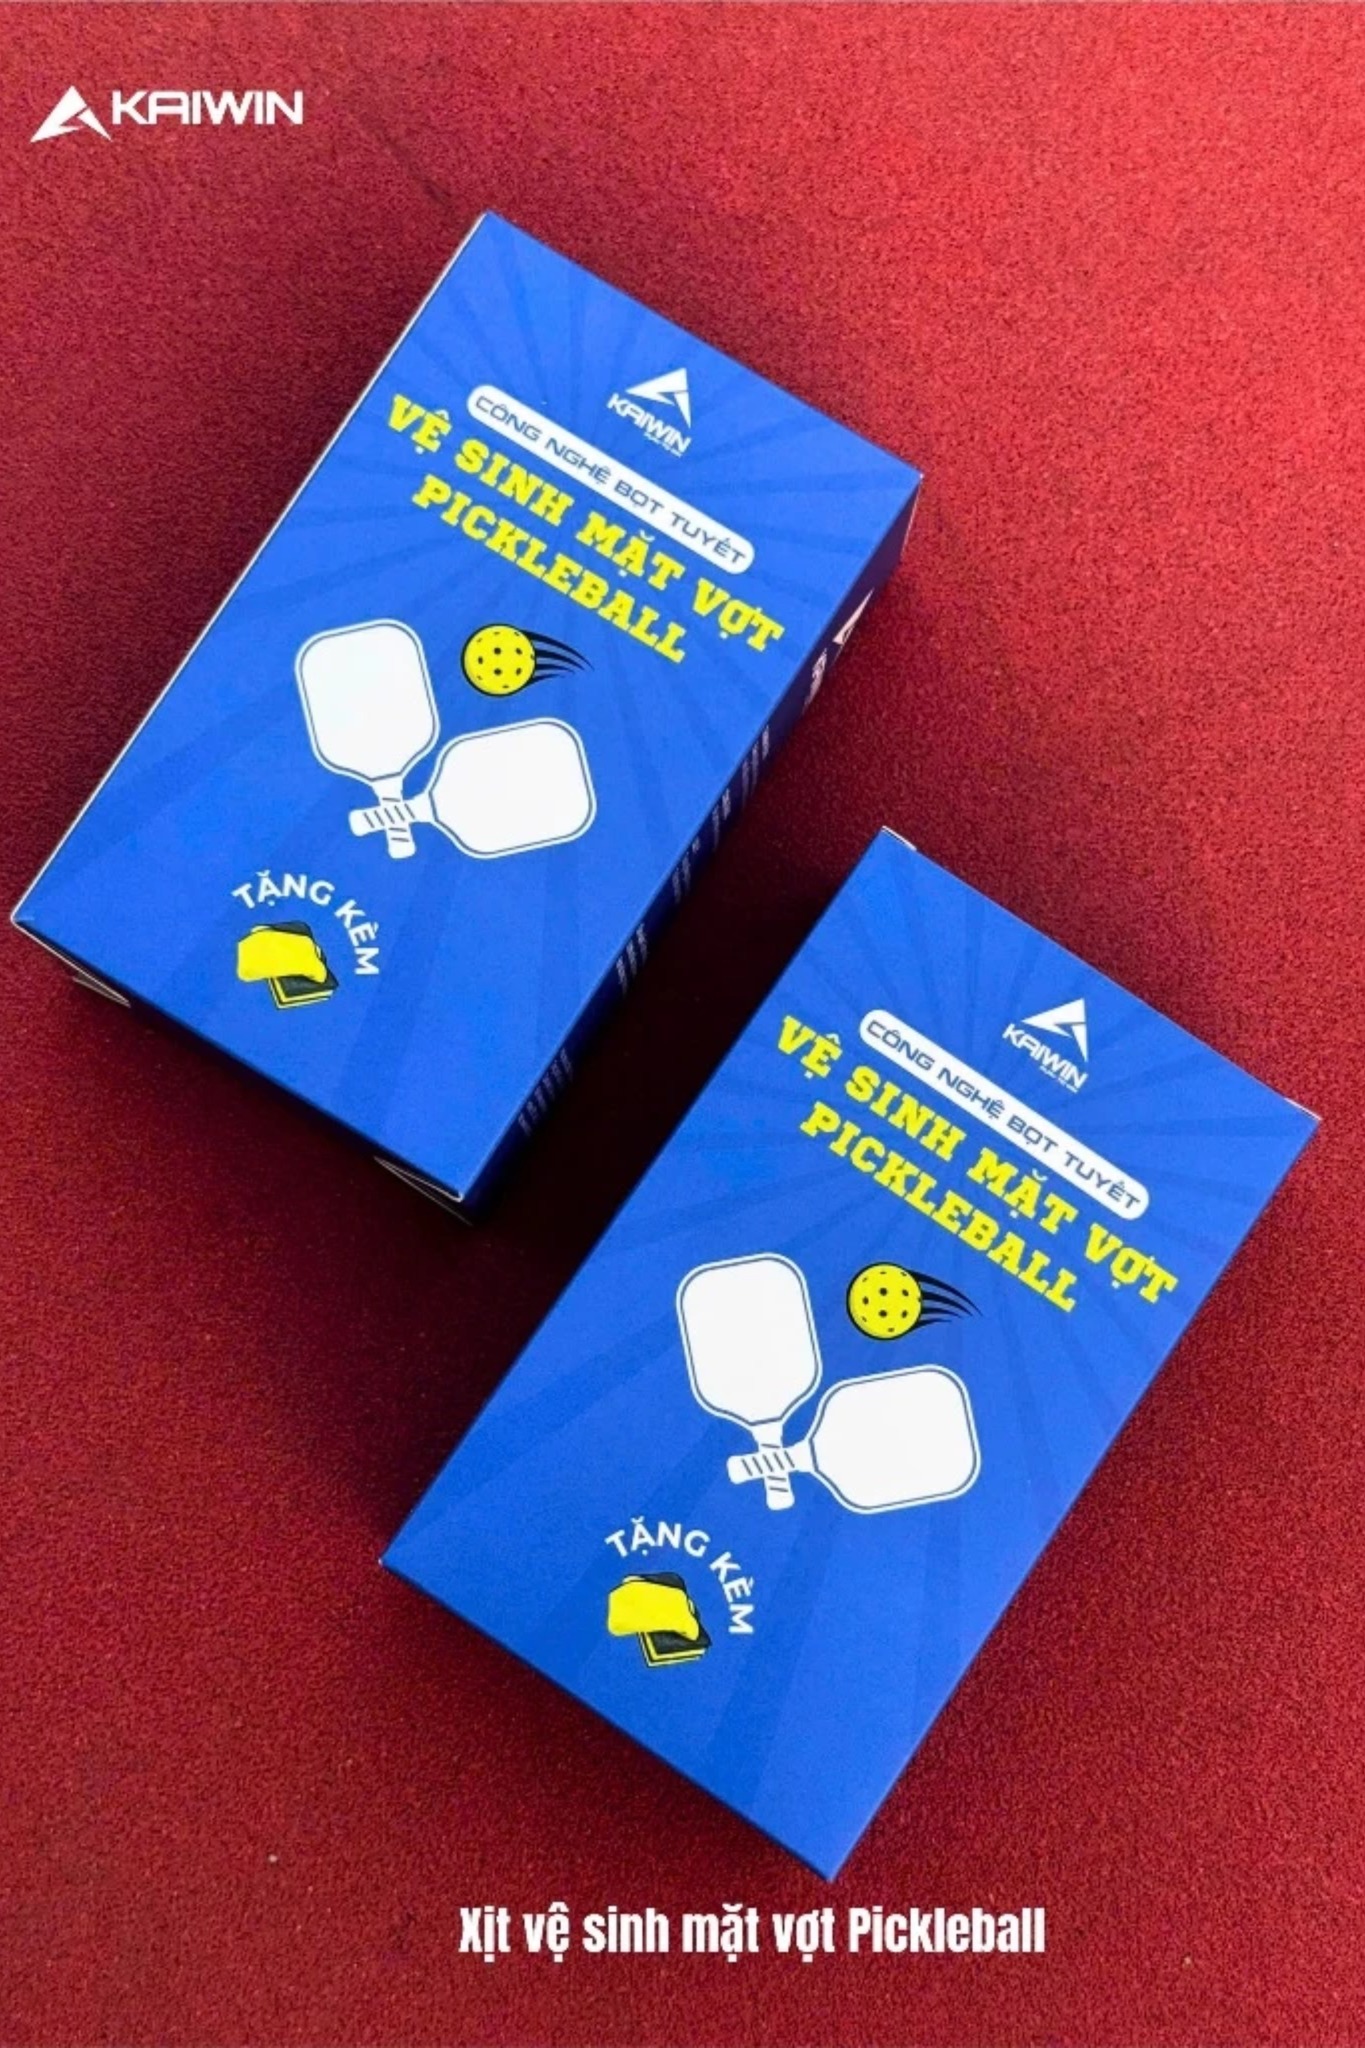 KAIWIN
KAIWIN
CÔNG NGHỆ BỌT TUYẾT
VỆ SINH MẶT VỢT
PICKLEBALL
TẶNG KÈM
KAIWIN
CÔNG NGHỆ BỌT TUYẾT
VỆ SINH MẶT VỢT
PICKLEBALL
TẶNG KÈM
Xịt vệ sinh mặt vợt Pickleball